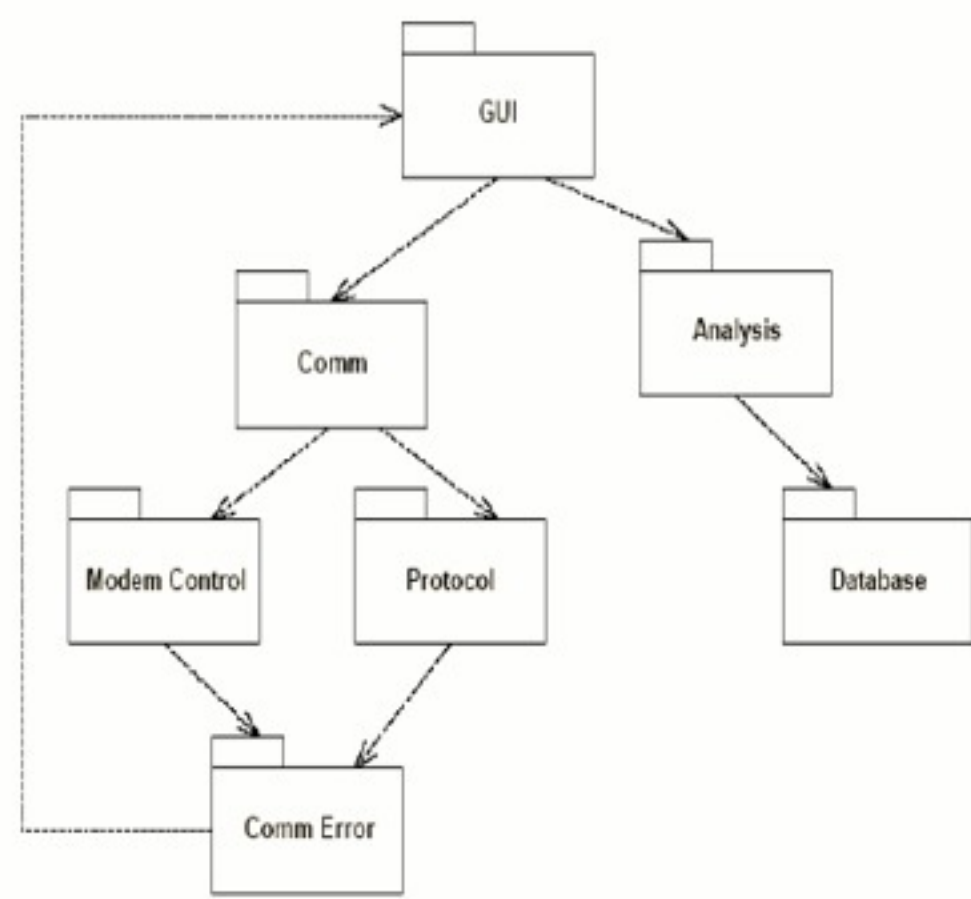 GUI
Analysis
Comm
Modem Control
Protocol
Database
Comm Error